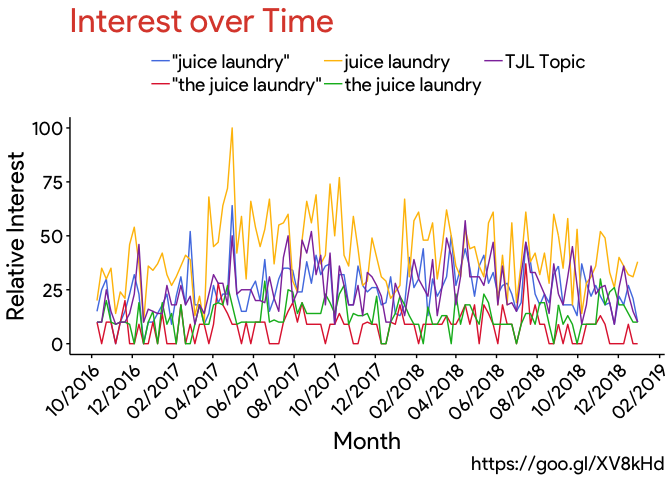 Interest over Time
"juice laundry" juice laundry TJL Topic
"the juice laundry" the juice laundry
Relative Interest
100
75
50
25
0
10/2016 12/2016 02/2017 04/2017 06/2017 08/2017 10/2017 12/2017 02/2018 04/2018 06/2018 08/2018 10/2018 12/2018 02/2019
Month
https://goo.gl/XV8kHd